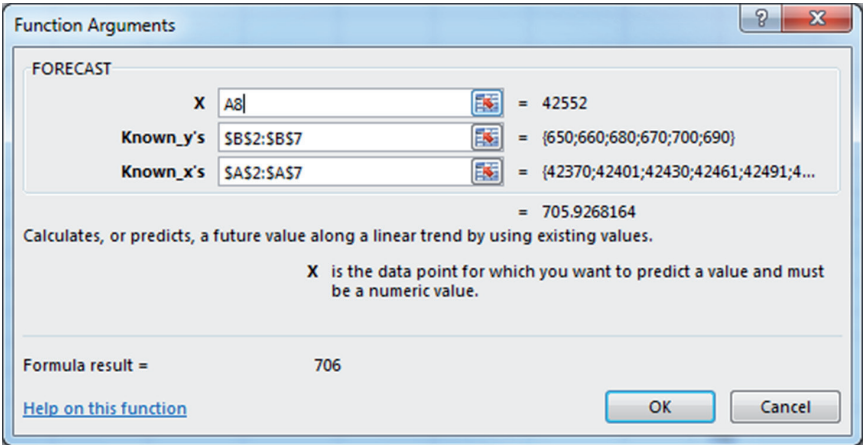 Function Arguments
?
X
FORECAST
X A8 = 42552
Known_y's $B$2:$B$7 = {650;660;680;670;700;690}
Known_x's $A$2:$A$7 = {42370;42401;42430;42461;42491;4...
= 705.9268164
Calculates, or predicts, a future value along a linear trend by using existing values.
X is the data point for which you want to predict a value and must
be a numeric value.
Formula result = 706
Help on this function
OK Cancel